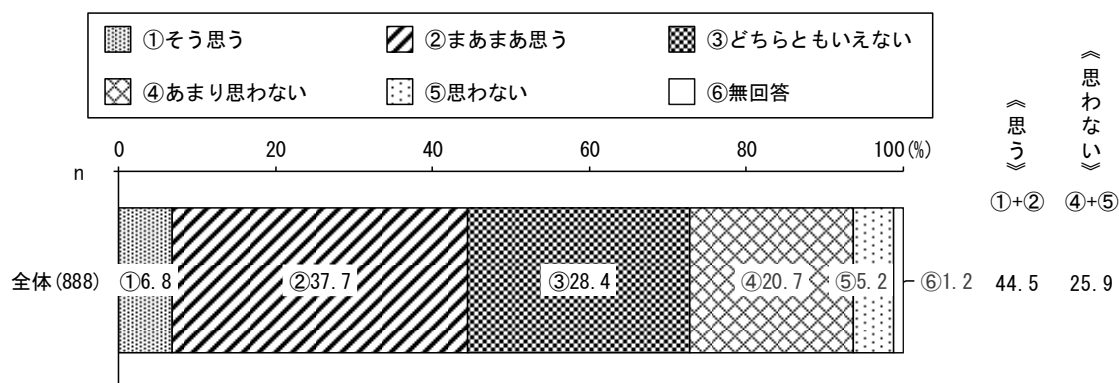 ①そう思う ②まあまあ思う ③どちらともいえない
④あまり思わない ⑤思わない ⑥無回答
《思う》
《思わない》
0 20 40 60 80 100(%)
n
①+② ④+⑤
全体(888) ①6.8 ②37.7 ③28.4 ④20.7 ⑤5.2 ⑥1.2 44.5 25.9